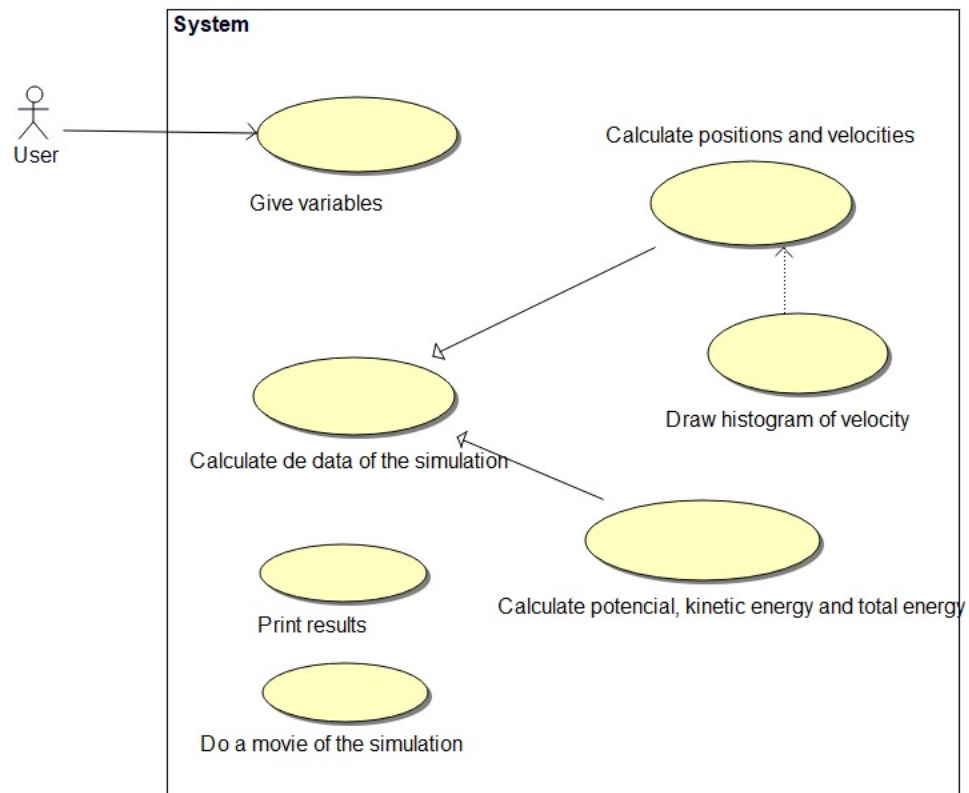 System
User
Give variables
Calculate positions and velocities
Draw histogram of velocity
Calculate de data of the simulation
Calculate potencial, kinetic energy and total energy
Print results
Do a movie of the simulation